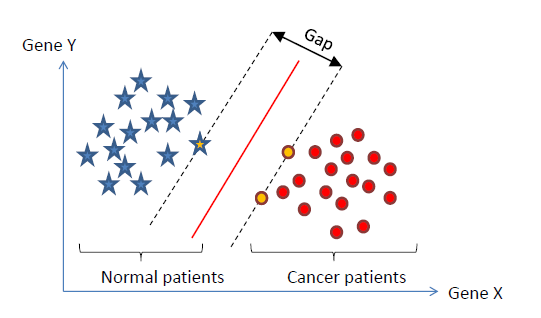 Gene Y
Gap
Normal patients
Cancer patients
Gene X